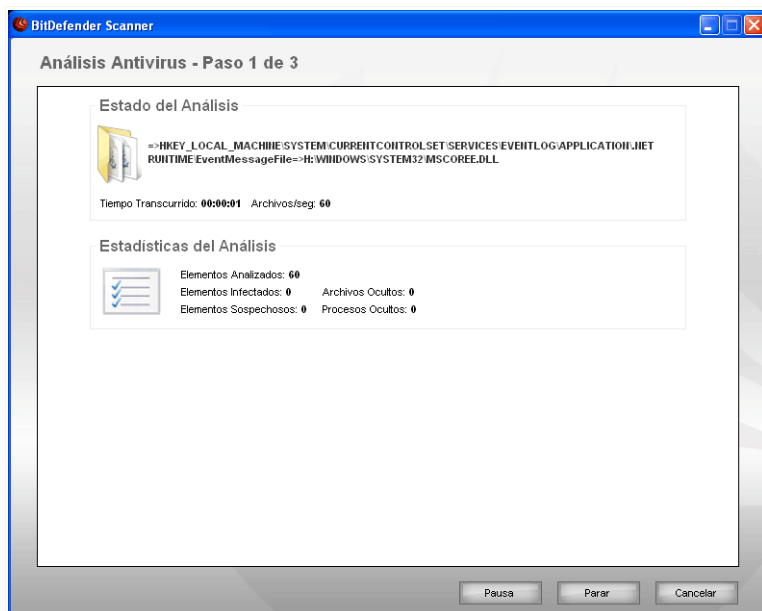 BitDefender Scanner
Análisis Antivirus - Paso 1 de 3
Estado del Análisis
=>HKEY_LOCAL_MACHINE\SYSTEM\CURRENTCONTROLSET\SERVICES\EVENTLOG\APPLICATION\.NET
RUNTIME\EventMessageFile=>H:\WINDOWS\SYSTEM32\MSCOREE.DLL
Tiempo Transcurrido: 00:00:01 Archivos/seg: 60
Estadísticas del Análisis
Elementos Analizados: 60
Elementos Infectados: 0 Archivos Ocultos: 0
Elementos Sospechosos: 0 Procesos Ocultos: 0
Pausa Parar Cancelar